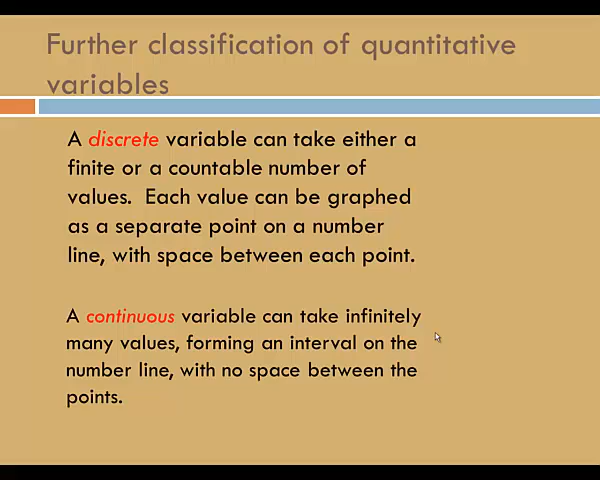 Further classification of quantitative
variables
A discrete variable can take either a
finite or a countable number of
values. Each value can be graphed
as a separate point on a number
line, with space between each point.
A continuous variable can take infinitely
many values, forming an interval on the
number line, with no space between the
points.